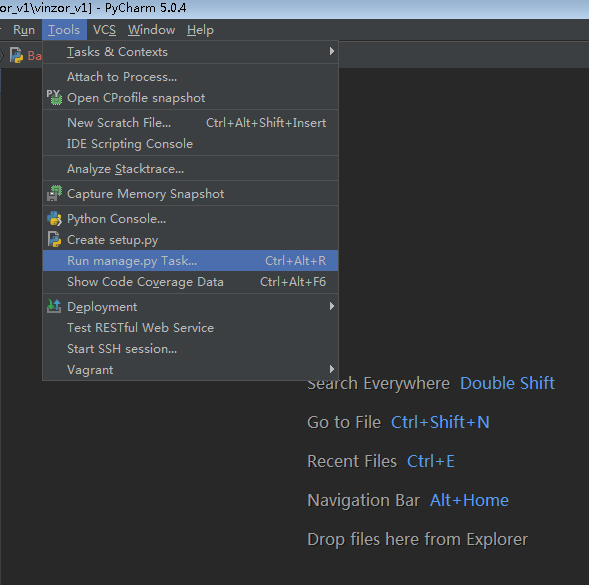 zor_v1\vinzor_v1] - PyCharm 5.0.4
Run Tools VCS Window Help
Ba
Tasks & Contexts
Attach to Process...
Open CProfile snapshot
New Scratch File... Ctrl+Alt+Shift+Insert
IDE Scripting Console
Analyze Stacktrace...
Capture Memory Snapshot
Python Console...
Create setup.py
Run manage.py Task... Ctrl+Alt+R
Show Code Coverage Data Ctrl+Alt+F6
Deployment
Test RESTful Web Service
Start SSH session...
Vagrant
Search Everywhere Double Shift
Go to File Ctrl+Shift+N
Recent Files Ctrl+E
Navigation Bar Alt+Home
Drop files here from Explorer